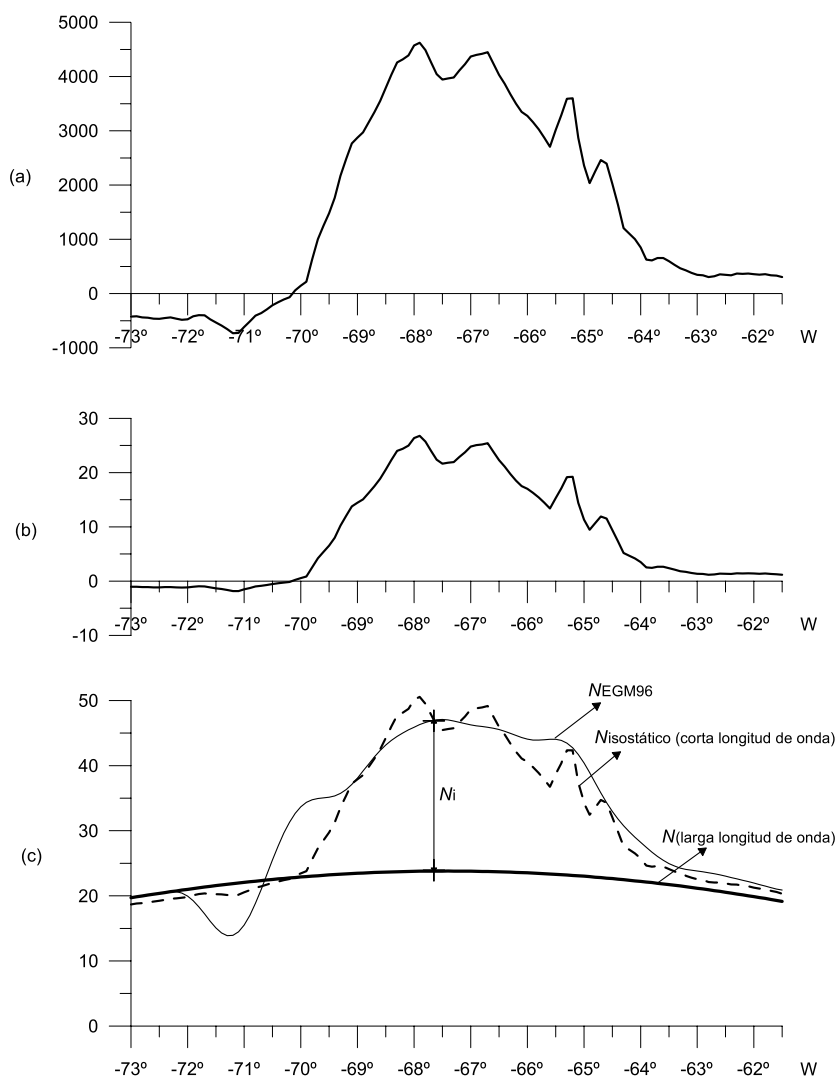 5000
4000
3000
2000
1000
0
-1000
(a)
-73º -72º -71º -70º -69º -68º -67º -66º -65º -64º -63º -62º W
30
20
10
0
-10
(b)
-73º -72º -71º -70º -69º -68º -67º -66º -65º -64º -63º -62º W
50
40
30
20
10
0
(c)
NEGM96
Nisostático (corta longitud de onda)
Ni
N(larga longitud de onda)
-73º -72º -71º -70º -69º -68º -67º -66º -65º -64º -63º -62º W